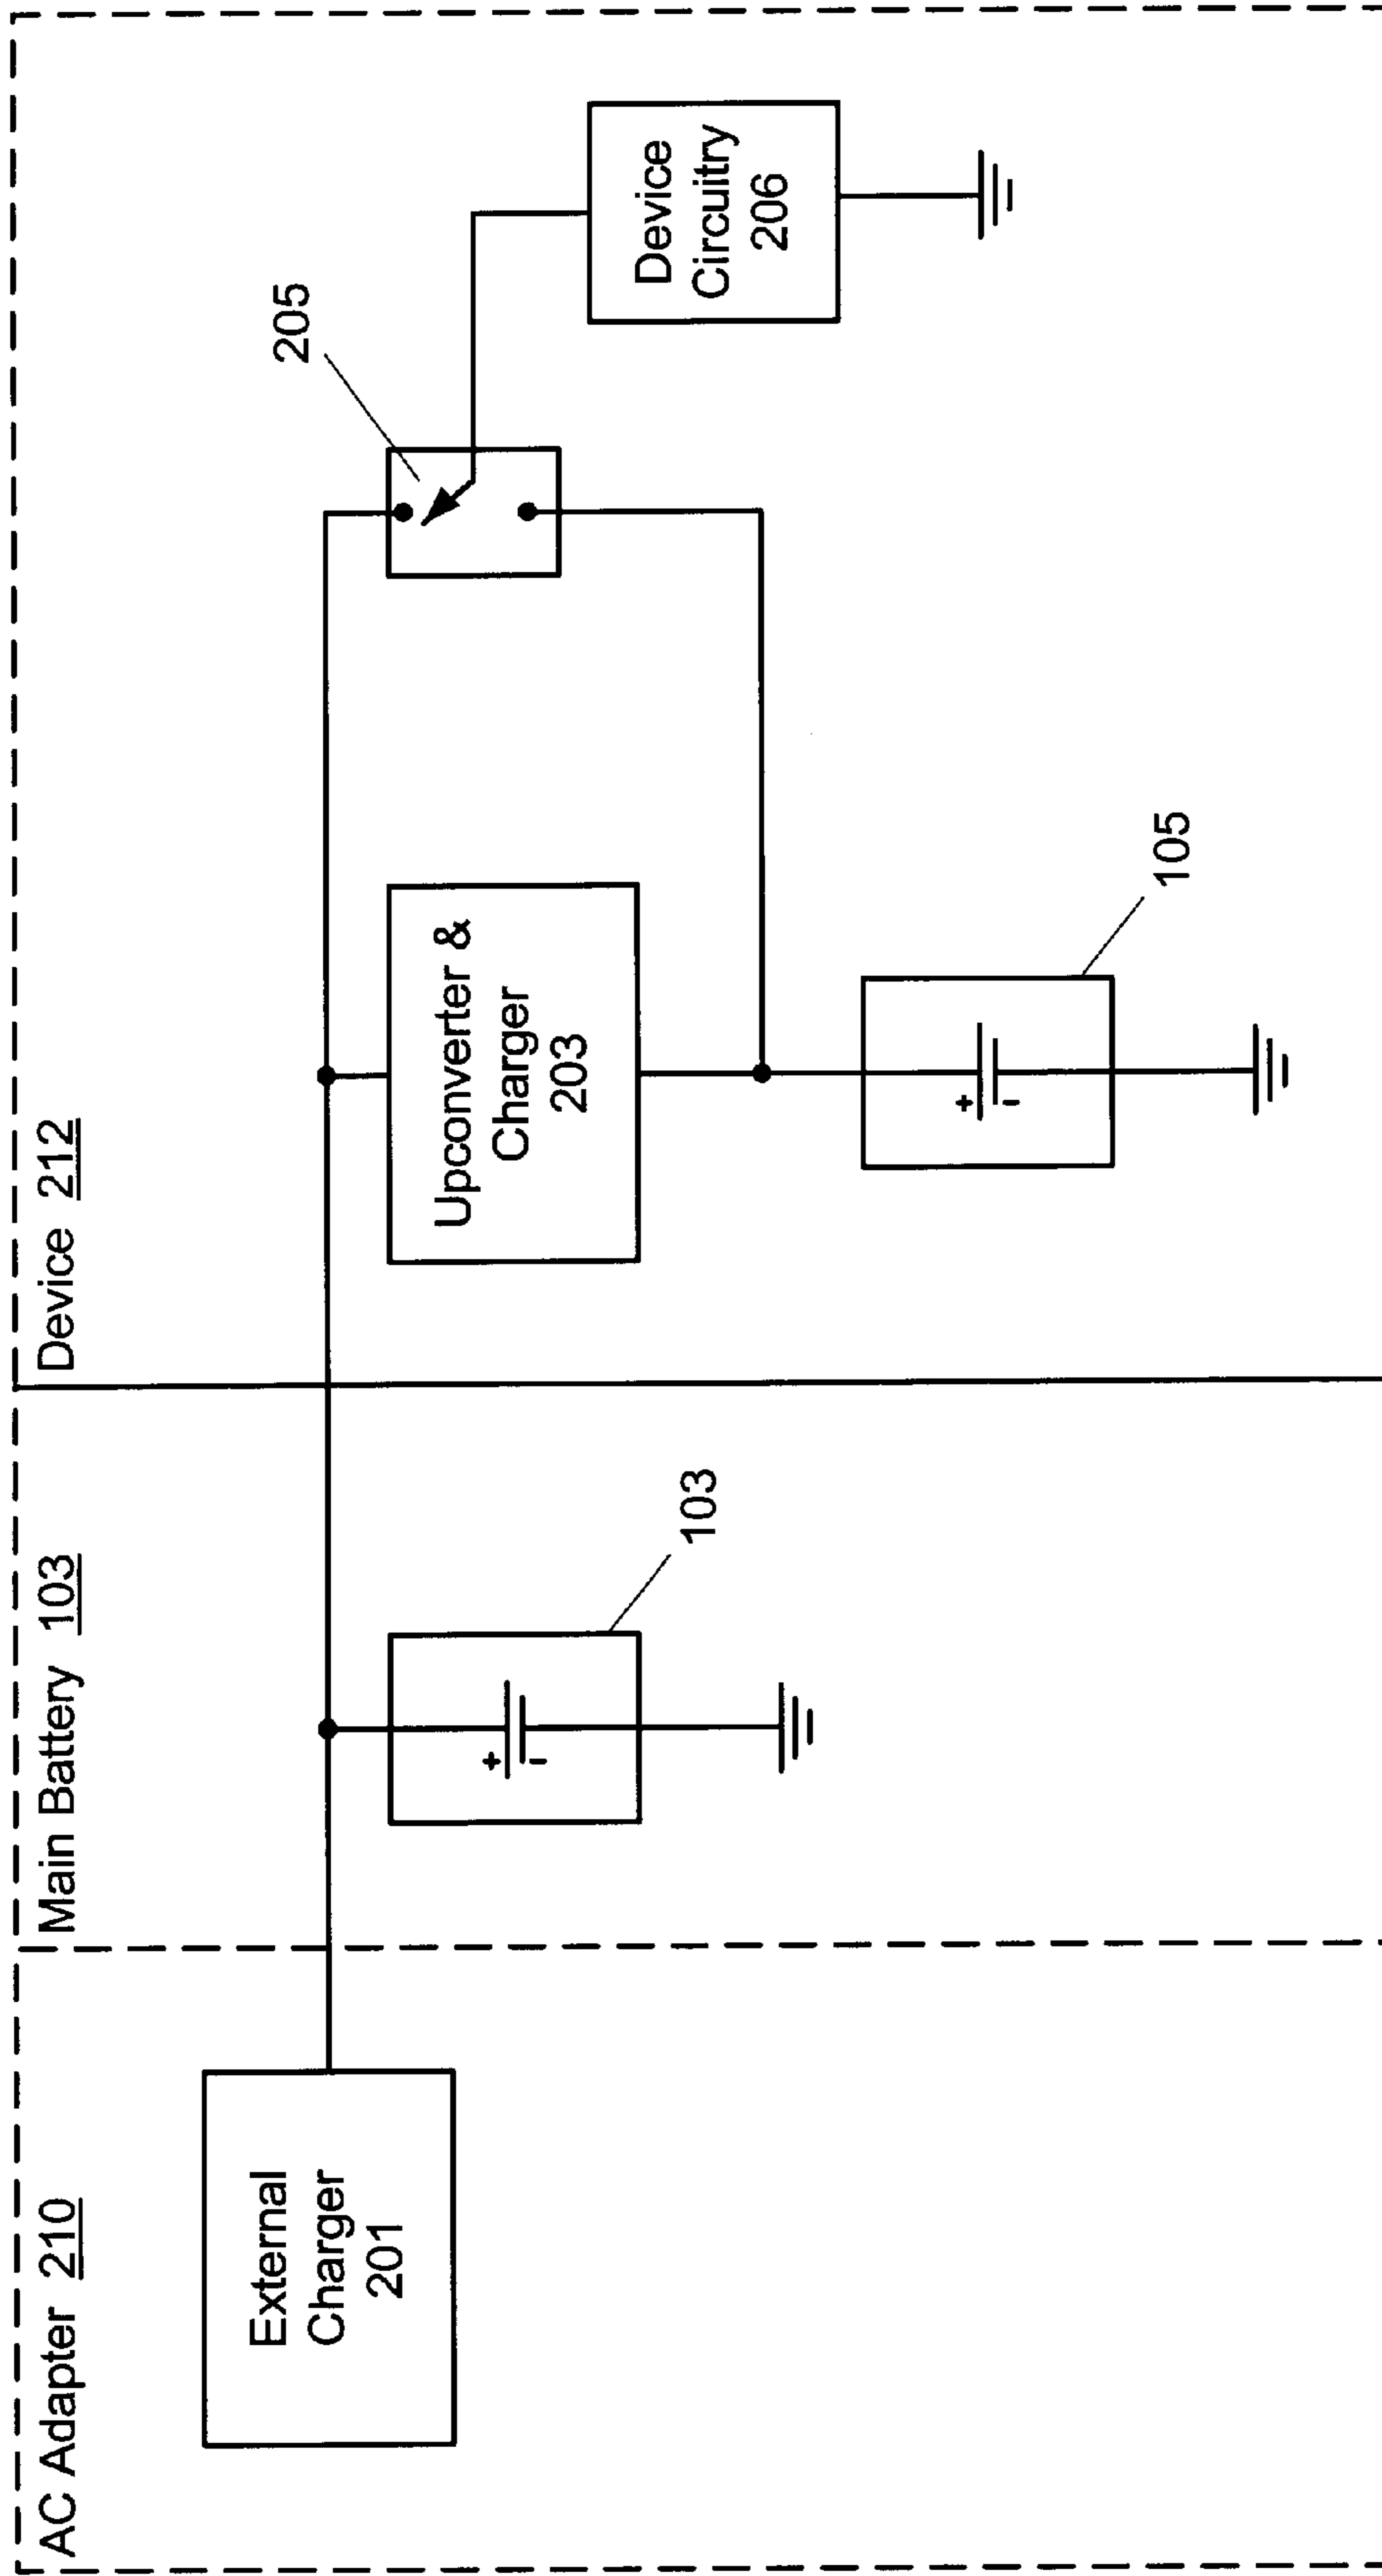 AC Adapter 210
Main Battery 103
Device 212
External
Charger
201
103
Upconverter &
Charger
203
105
205
Device
Circuitry
206
+
-
+
-